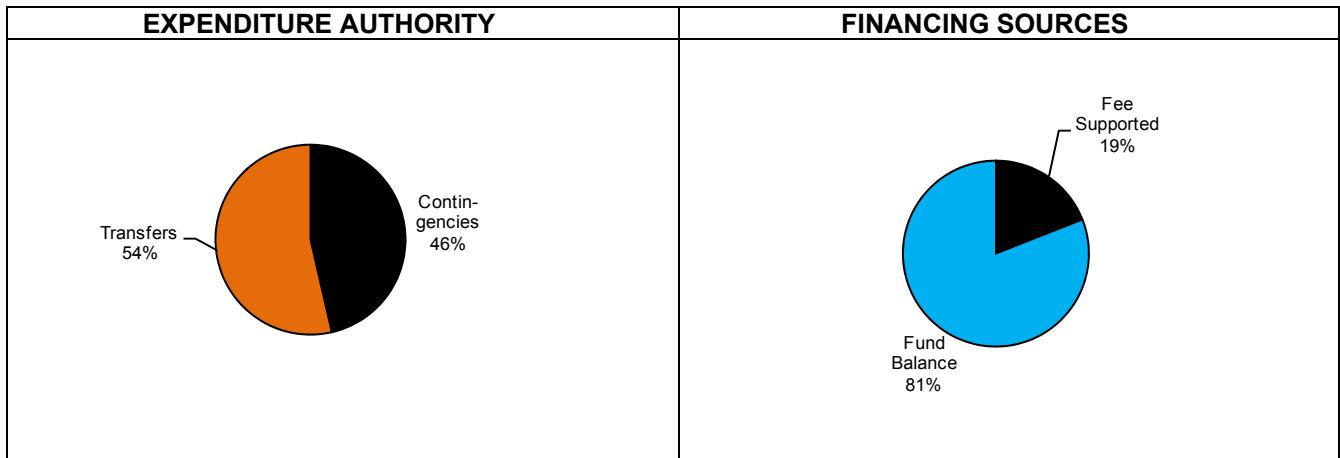 EXPENDITURE AUTHORITY
FINANCING SOURCES
Transfers
54%
Contin-
gencies
46%
Fee
Supported
19%
Fund
Balance
81%